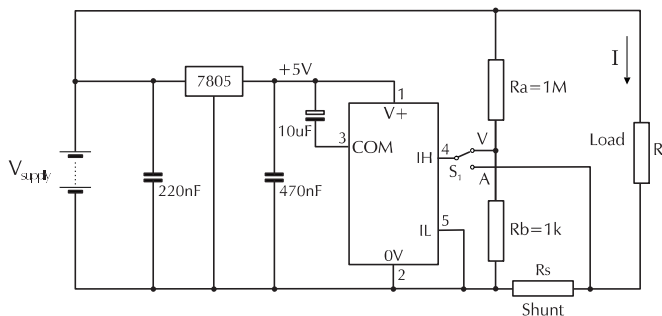 7805
+5V
Ra=1M
I
1
V+
10uF
3
COM
IH
4
V
S1
A
Load
R
Vsupply
220nF
470nF
IL
5
Rb=1k
0V
2
Rs
Shunt